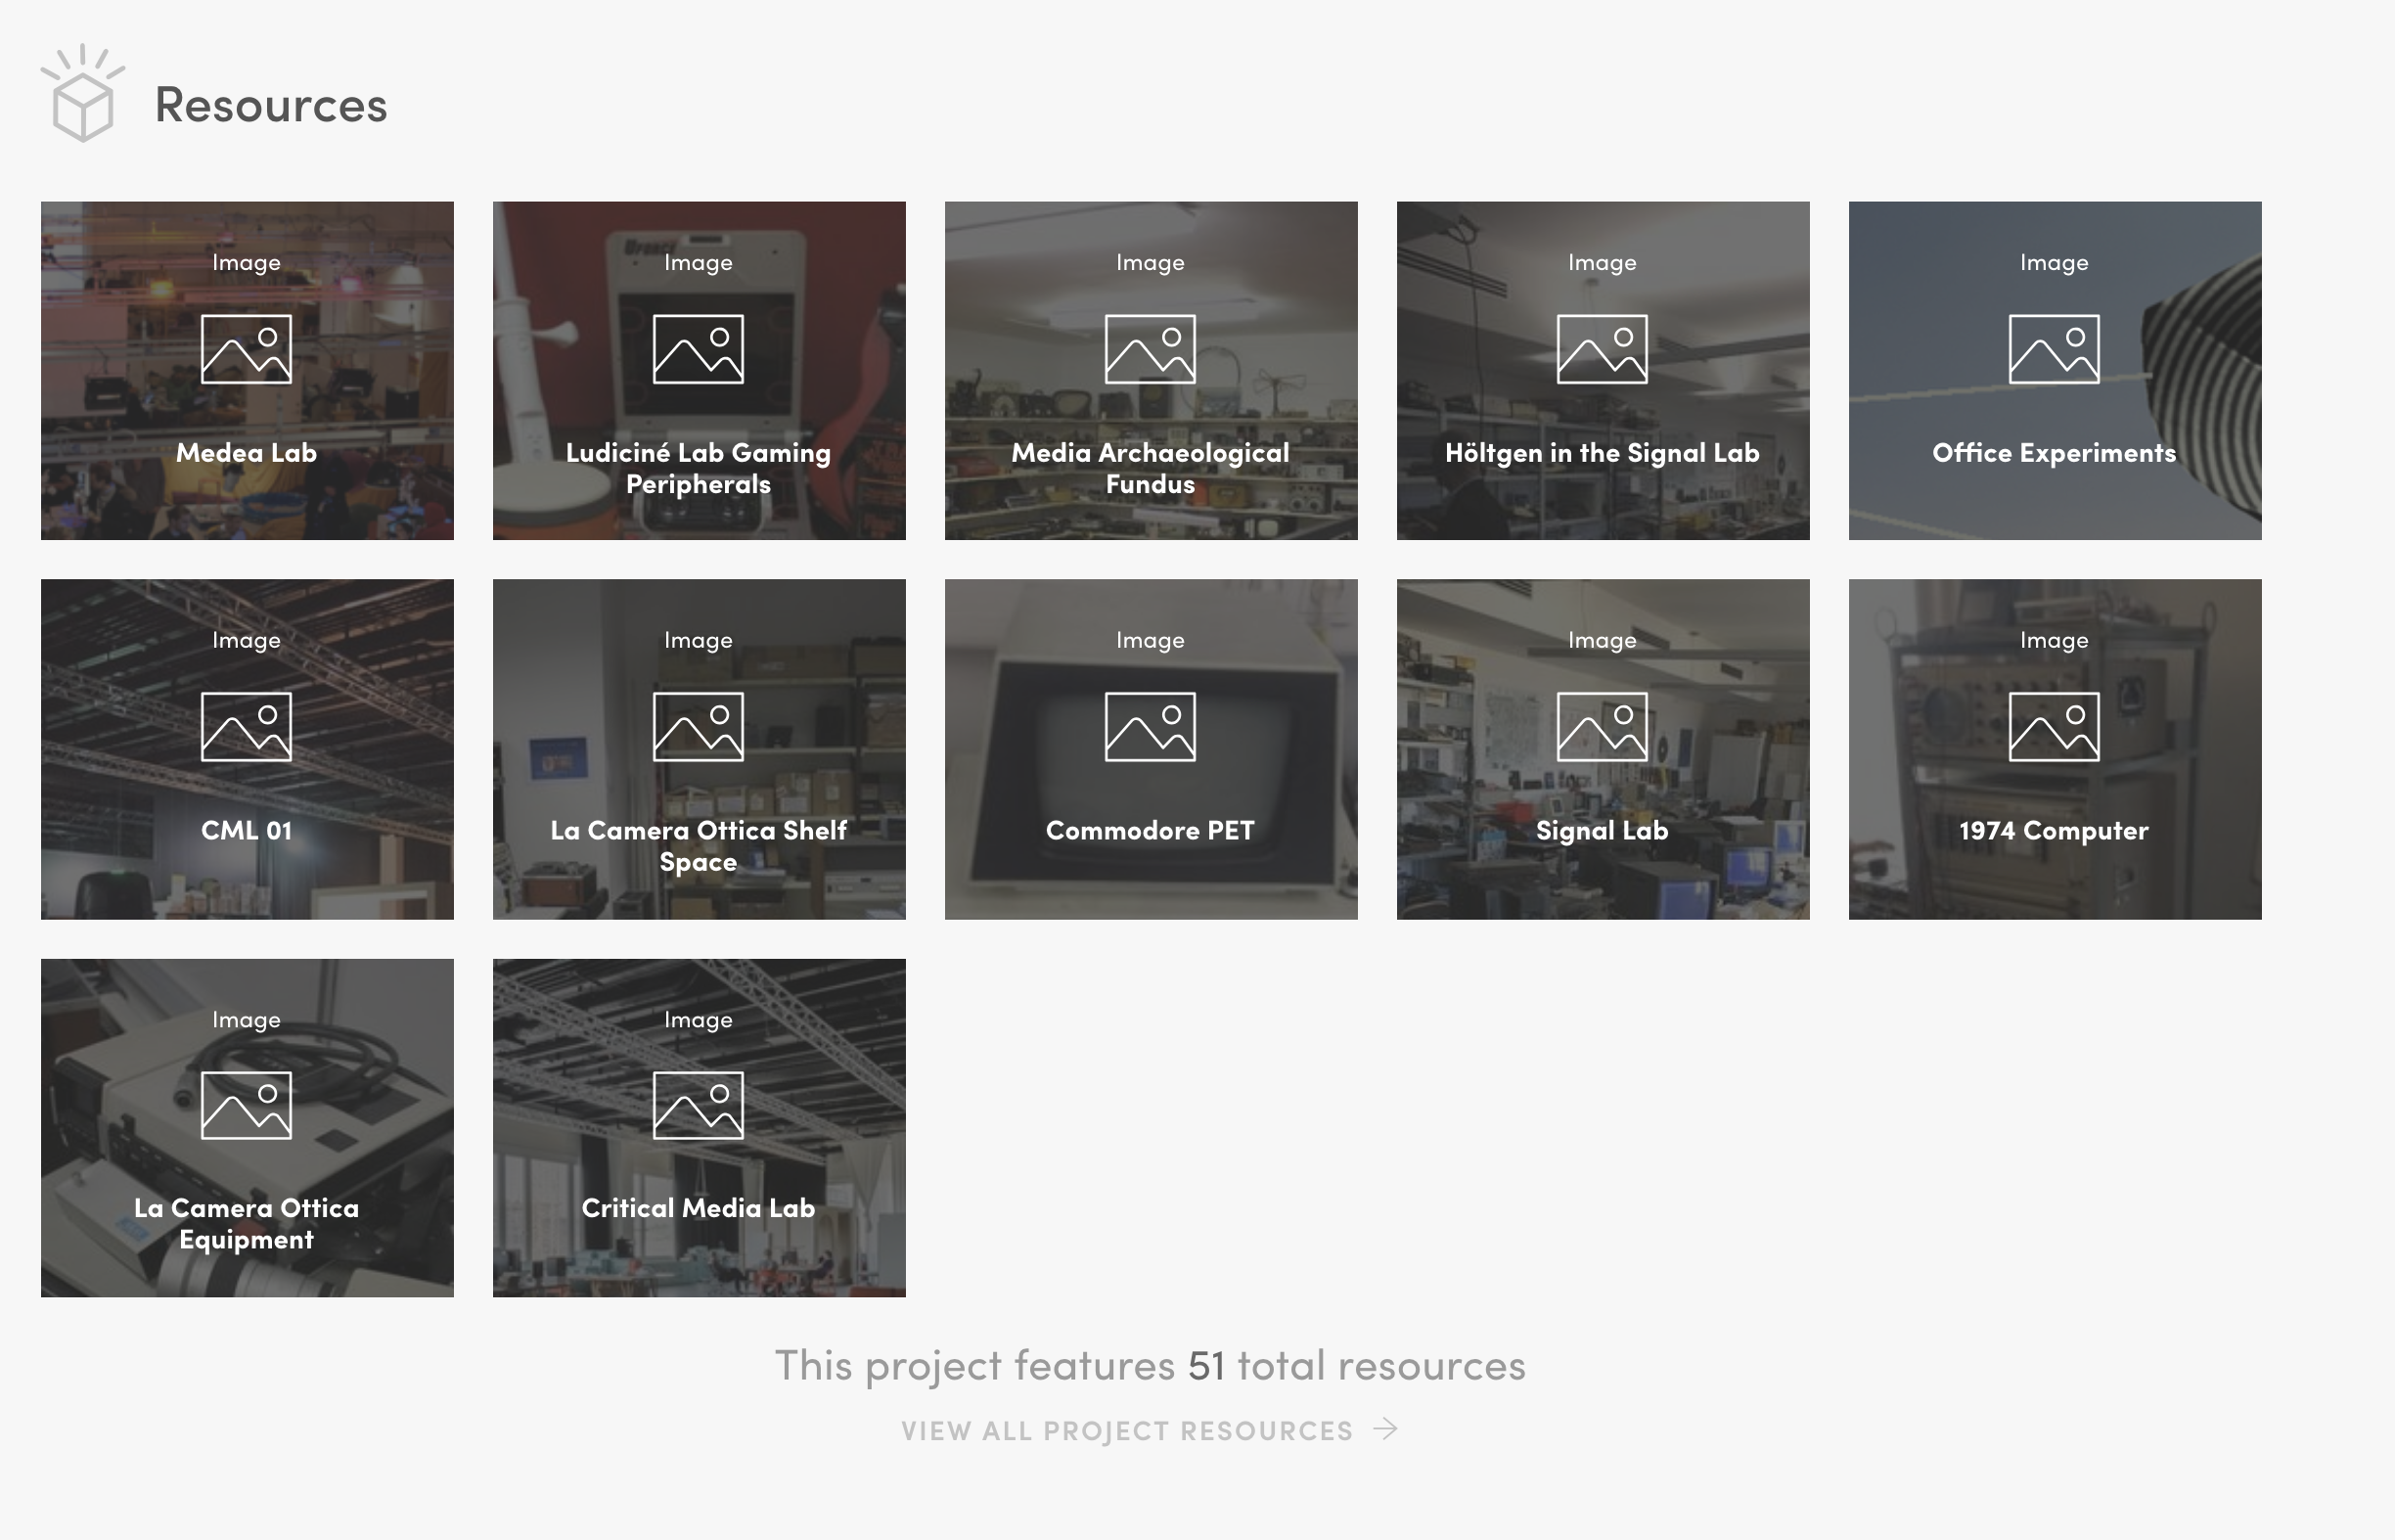 Resources
Image
Medea Lab
Image
Ludiciné Lab Gaming
Peripherals
Image
Media Archaeological
Fundus
Image
Höltgen in the Signal Lab
Image
Office Experiments
Image
CML 01
Image
La Camera Ottica Shelf
Space
Image
Commodore PET
Image
Signal Lab
Image
1974 Computer
Image
La Camera Ottica
Equipment
Image
Critical Media Lab
This project features 51 total resources
VIEW ALL PROJECT RESOURCES →